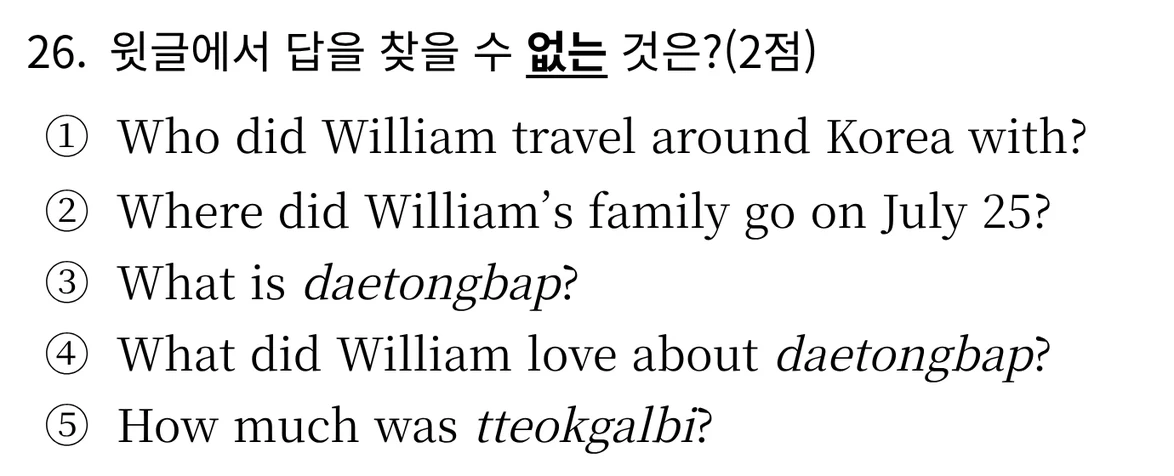 26. 윗글에서 답을 찾을 수 없는 것은?(2점)
① Who did William travel around Korea with?
② Where did William’s family go on July 25?
③ What is daetongbap?
④ What did William love about daetongbap?
⑤ How much was tteokgalbi?